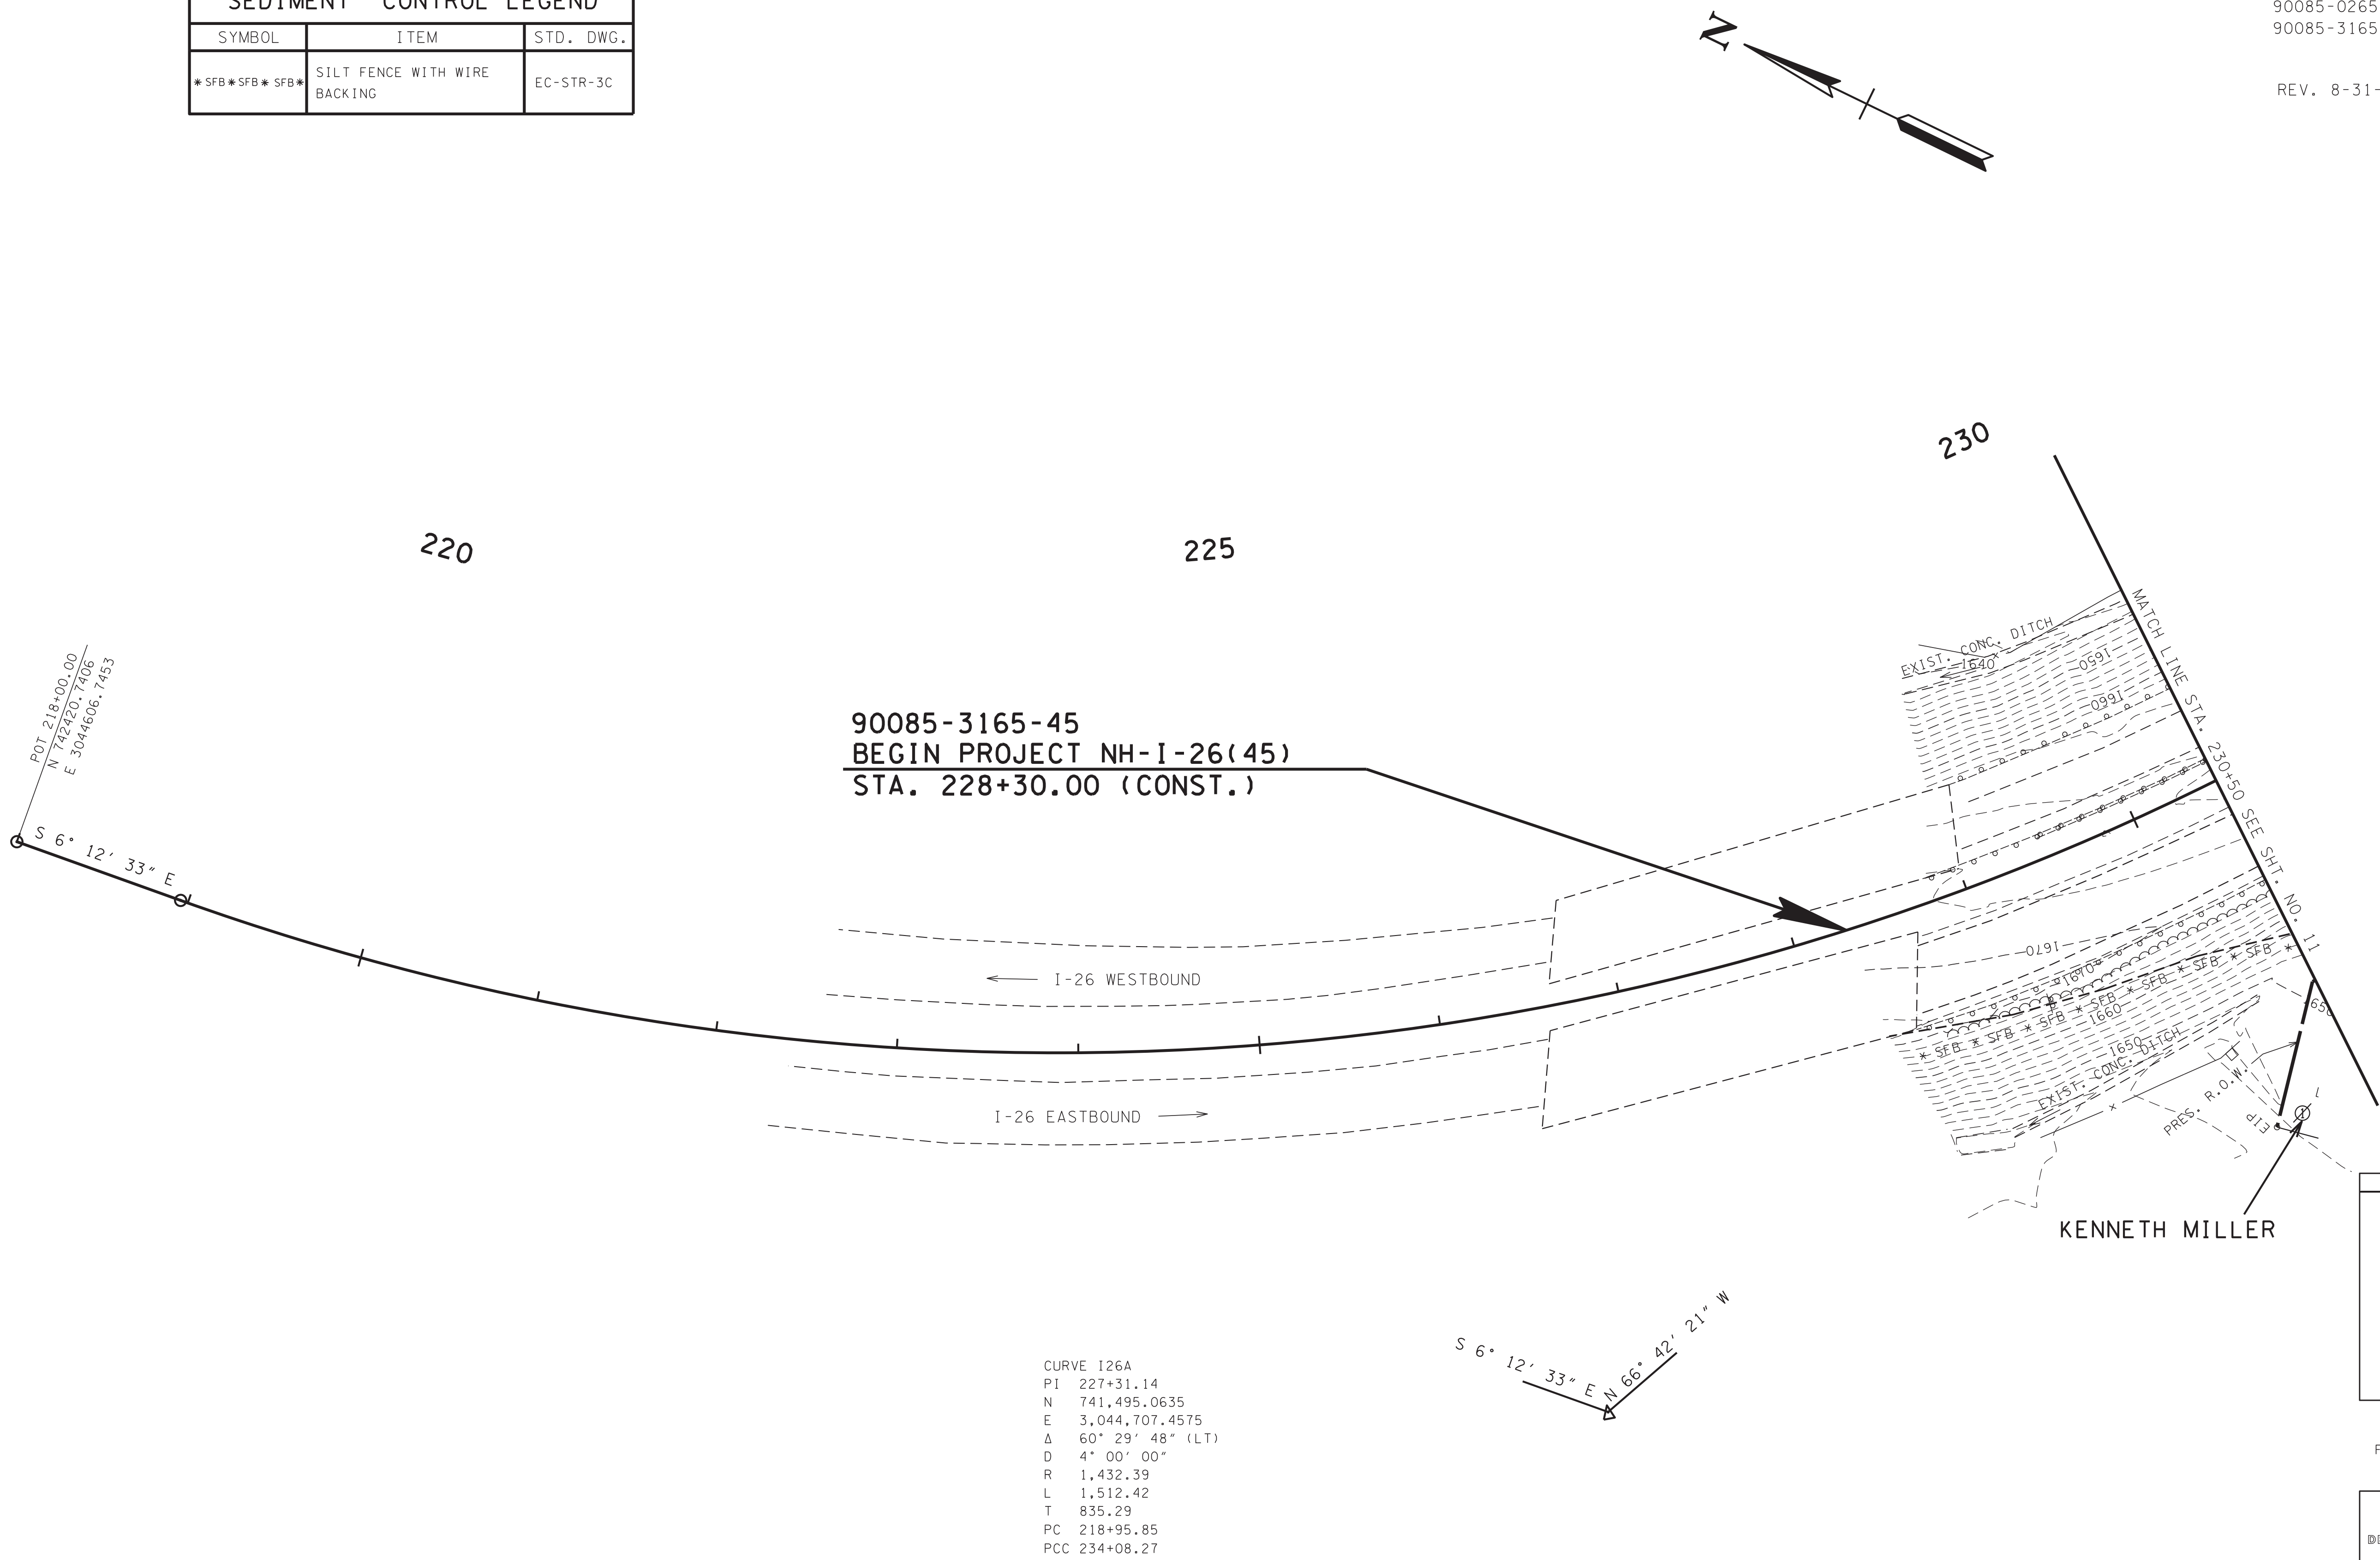 SEDIMENT CONTROL LEGEND
SYMBOL ITEM STD. DWG.
* SFB * SFB * SFB * SILT FENCE WITH WIRE EC-STR-3C
BACKING
N
90085-0265
90085-3165
REV. 8-31-
220
225
230
POT 218+00.00
N 742420.7406
E 3044606.7453
S 6° 12′ 33″ E
90085-3165-45
BEGIN PROJECT NH-I-26(45)
STA. 228+30.00 (CONST.)
I-26 WESTBOUND
I-26 EASTBOUND
EXIST. CONC. DITCH
1640
1650
1660
MATCH LINE STA. 230+50 SEE SHT. NO. 11
1670
1670
* SFB * SFB * SFB * SFB * SFB * SFB *
1660
1650
EXIST. CONC. DITCH
PRES. R.O.W.
EIP
1
KENNETH MILLER
S 6° 12′ 33″ E
N 66° 42′ 21″ W
CURVE I26A
PI 227+31.14
N 741,495.0635
E 3,044,707.4575
Δ 60° 29′ 48″ (LT)
D 4° 00′ 00″
R 1,432.39
L 1,512.42
T 835.29
PC 218+95.85
PCC 234+08.27